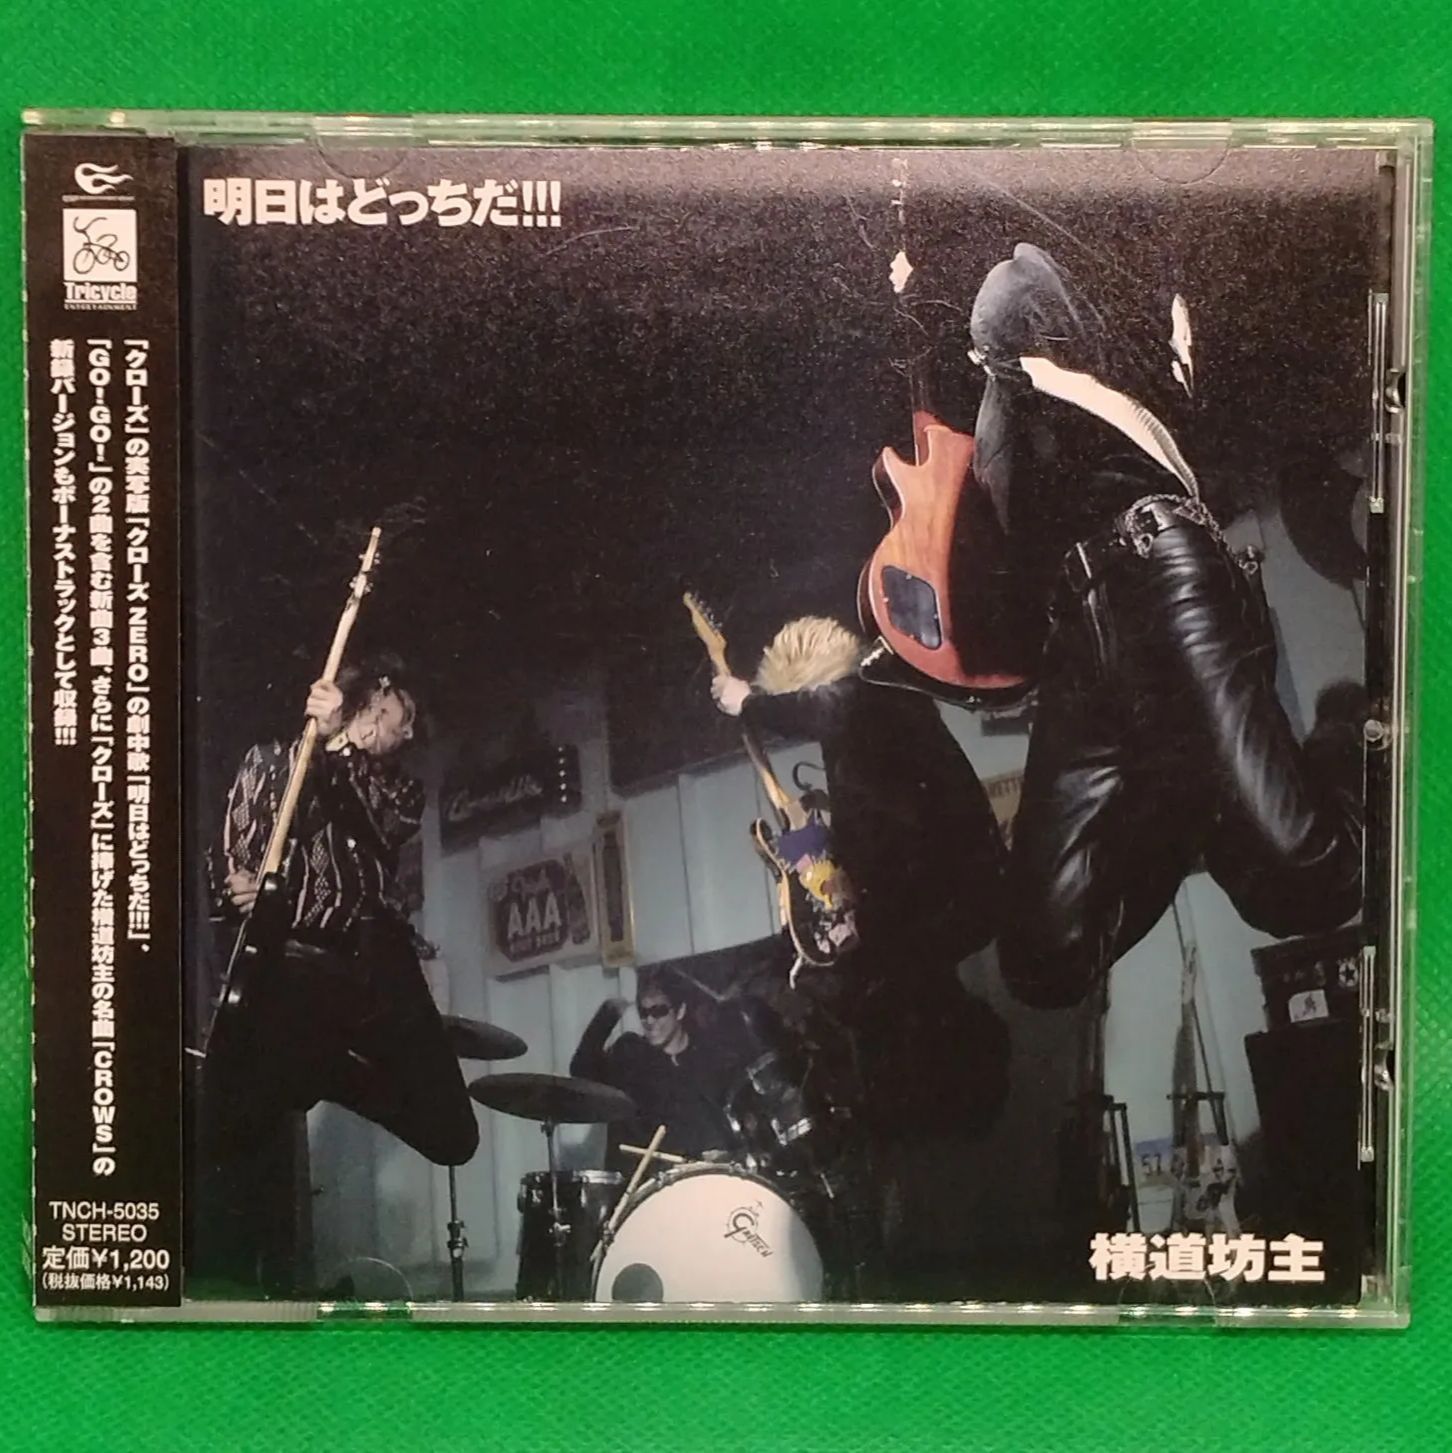 明日はどっちだ!!!
Tricycle
ENTERTAINMENT
「クローズ」の実写版「クローズ ZERO」の劇中歌「明日はどっちだ!!!」、
「GO!GO!」の2曲を含む新曲3曲、さらに「クローズ」に捧げた横道坊主の名曲「CROWS」の
新録バージョンもボーナストラックとして収録!!!
TNCH-5035
STEREO
定価¥1,200
(税抜価格¥1,143)
AAA
Gretsch
横道坊主